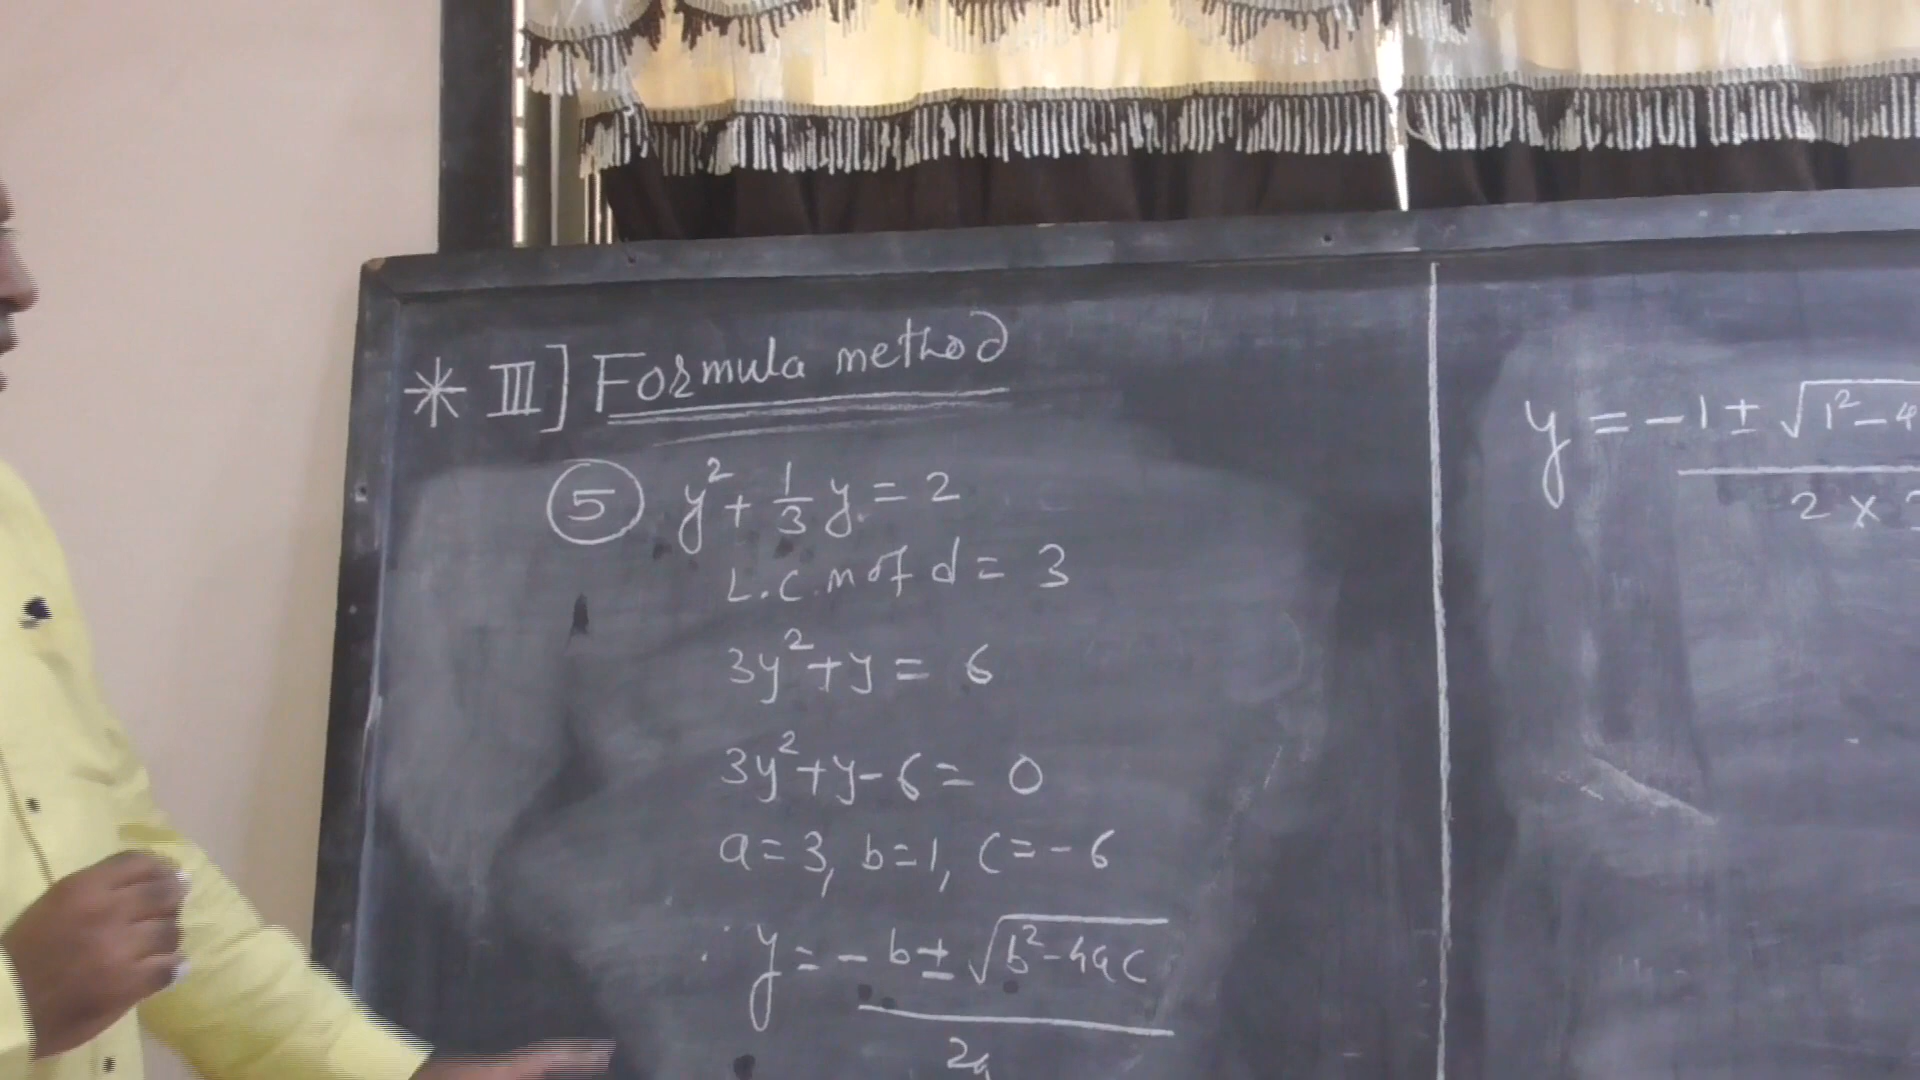 * III] Formula method
⑤ y² + 1/3 y = 2
L.C.M of d = 3
3y² + y = 6
3y² + y - 6 = 0
a = 3, b = 1, c = -6
∴ y = - b ± √b² - 4ac
2a
y = -1 ± √1² - 4
2 ×